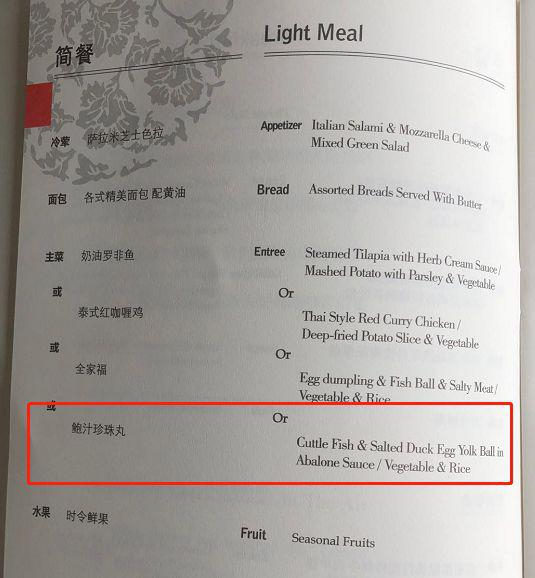 简餐
Light Meal
冷荤 萨拉米芝士色拉
Appetizer Italian Salami & Mozzarella Cheese &
Mixed Green Salad
面包 各式精美面包 配黄油
Bread Assorted Breads Served With Butter
主菜 奶油罗非鱼
Entree Steamed Tilapia with Herb Cream Sauce /
Mashed Potato with Parsley & Vegetable
或
Or
泰式红咖喱鸡
Thai Style Red Curry Chicken /
Deep-fried Potato Slice & Vegetable
或
Or
全家福
Egg dumpling & Fish Ball & Salty Meat /
Vegetable & Rice
或
Or
鲍汁珍珠丸
Cuttle Fish & Salted Duck Egg Yolk Ball in
Abalone Sauce / Vegetable & Rice
水果 时令鲜果
Fruit Seasonal Fruits